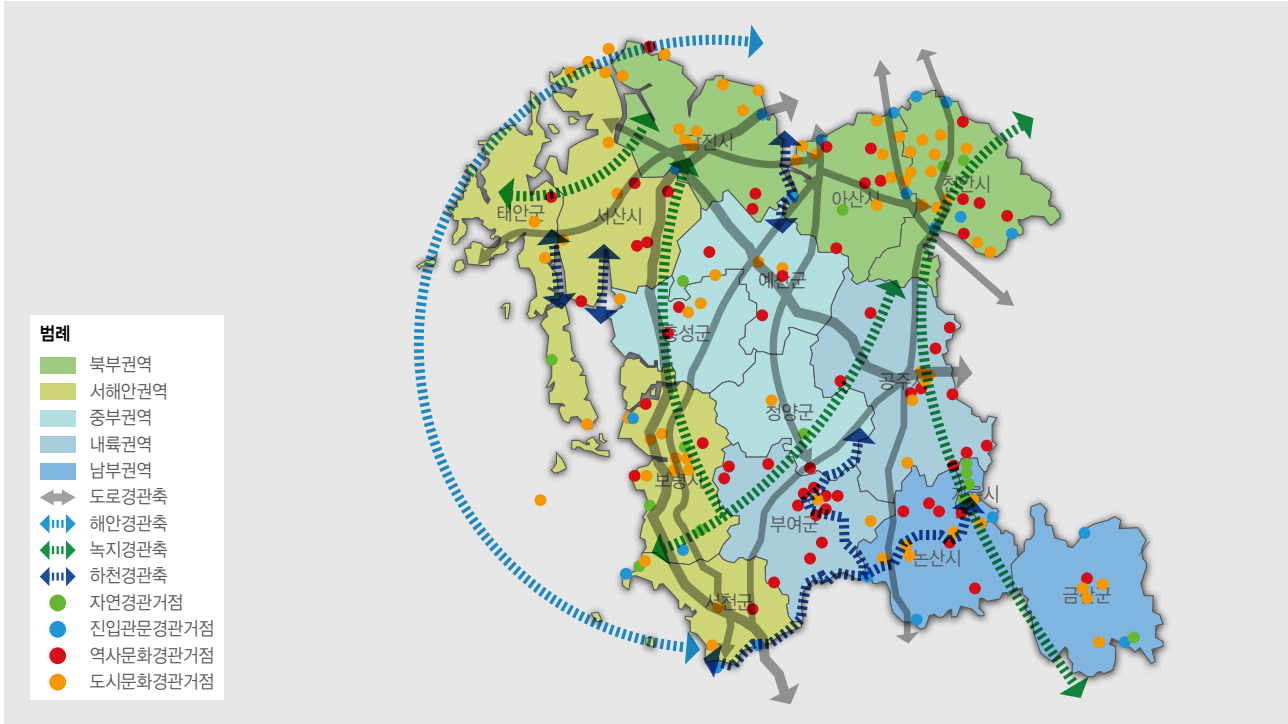 당진시
천안시
아산시
태안군
서산시
예산군
홍성군
공주시
청양군
보령시
계룡시
부여군
논산시
금산군
서천군
범례
북부권역
서해안권역
중부권역
내륙권역
남부권역
도로경관축
해안경관축
녹지경관축
하천경관축
자연경관거점
진입관문경관거점
역사문화경관거점
도시문화경관거점